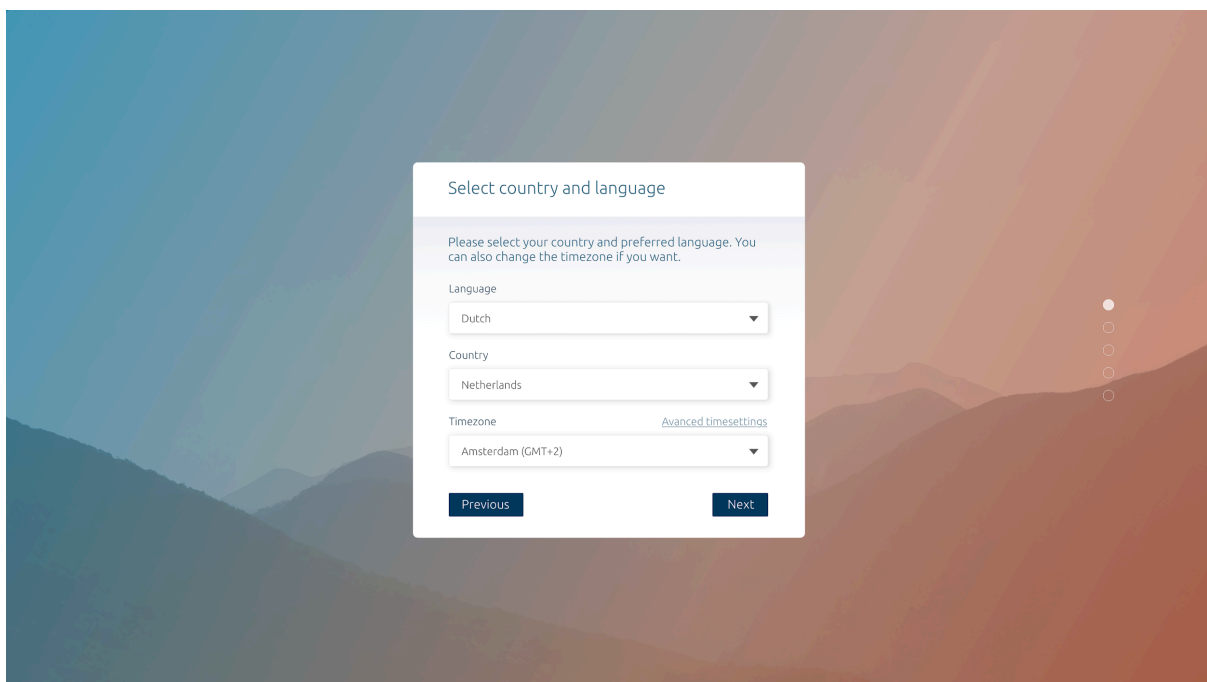 Select country and language
Please select your country and preferred language. You
can also change the timezone if you want.
Language
Dutch
Country
Netherlands
Timezone
Avanced timesettings
Amsterdam (GMT+2)
Previous
Next